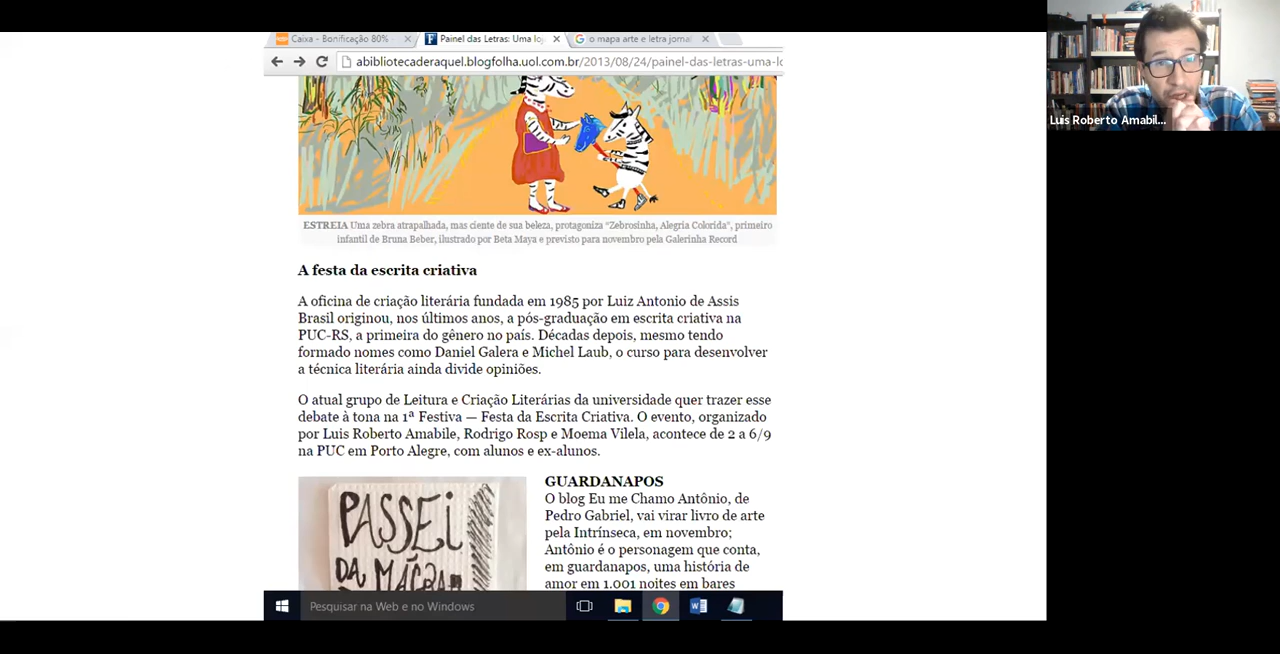 Caixa - Bonificação 80% -
Painel das Letras: Uma loj
o mapa arte e letra jornal
abibliotecaderaquel.blogfolha.uol.com.br/2013/08/24/painel-das-letras-uma-lo
Luis Roberto Amabil...
ESTREIA Uma zebra atrapalhada, mas ciente de sua beleza, protagoniza "Zebrosinha, Alegria Colorida", primeiro
infantil de Bruna Beber, ilustrado por Beta Maya e previsto para novembro pela Galerinha Record
A festa da escrita criativa
A oficina de criação literária fundada em 1985 por Luiz Antonio de Assis
Brasil originou, nos últimos anos, a pós-graduação em escrita criativa na
PUC-RS, a primeira do gênero no país. Décadas depois, mesmo tendo
formado nomes como Daniel Galera e Michel Laub, o curso para desenvolver
a técnica literária ainda divide opiniões.
O atual grupo de Leitura e Criação Literárias da universidade quer trazer esse
debate à tona na 1ª Festiva — Festa da Escrita Criativa. O evento, organizado
por Luis Roberto Amabile, Rodrigo Rosp e Moema Vilela, acontece de 2 a 6/9
na PUC em Porto Alegre, com alunos e ex-alunos.
PASSEI
DA MÁGOA
GUARDANAPOS
O blog Eu me Chamo Antônio, de
Pedro Gabriel, vai virar livro de arte
pela Intrínseca, em novembro;
Antônio é o personagem que conta,
em guardanapos, uma história de
amor em 1.001 noites em bares
Pesquisar na Web e no Windows